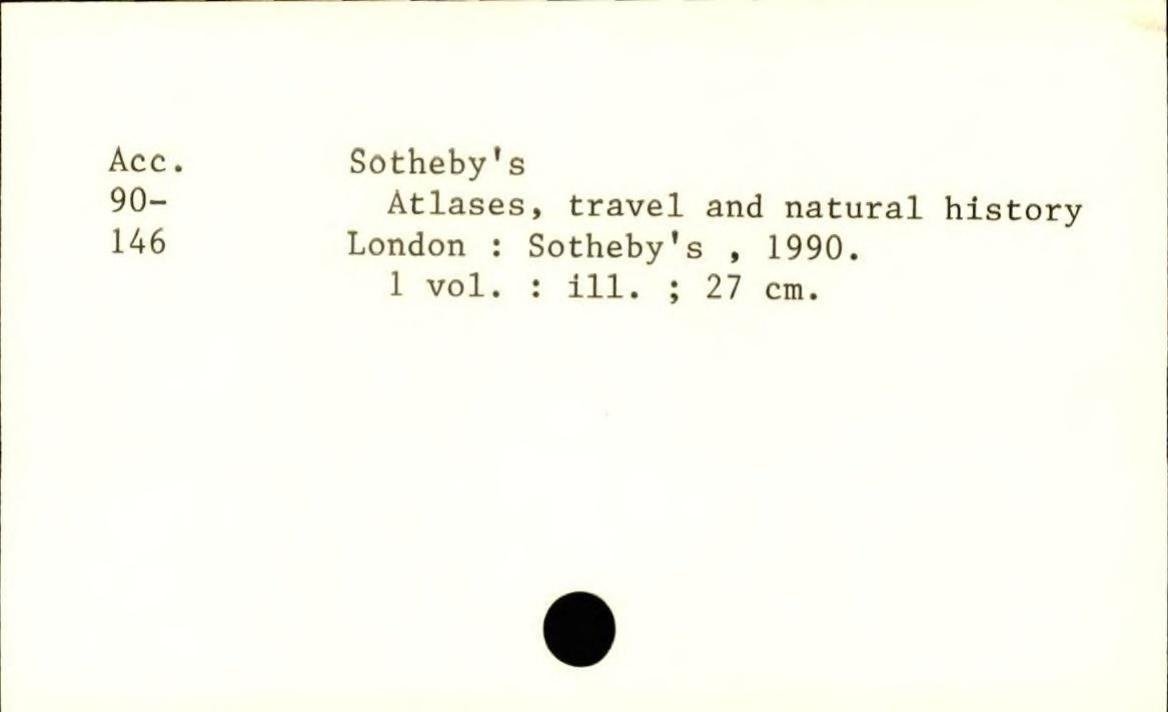 Acc. Sotheby's
90- Atlases, travel and natural history
146 London : Sotheby's , 1990.
1 vol. : ill. ; 27 cm.